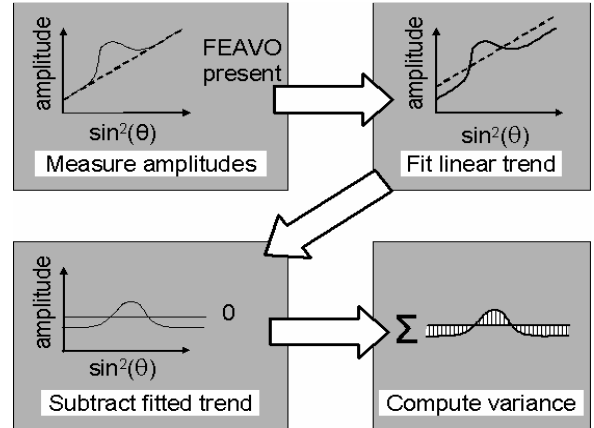 amplitude
FEAVO
present
sin²(θ)
Measure amplitudes
amplitude
sin²(θ)
Fit linear trend
amplitude
0
sin²(θ)
Subtract fitted trend
Σ
Compute variance